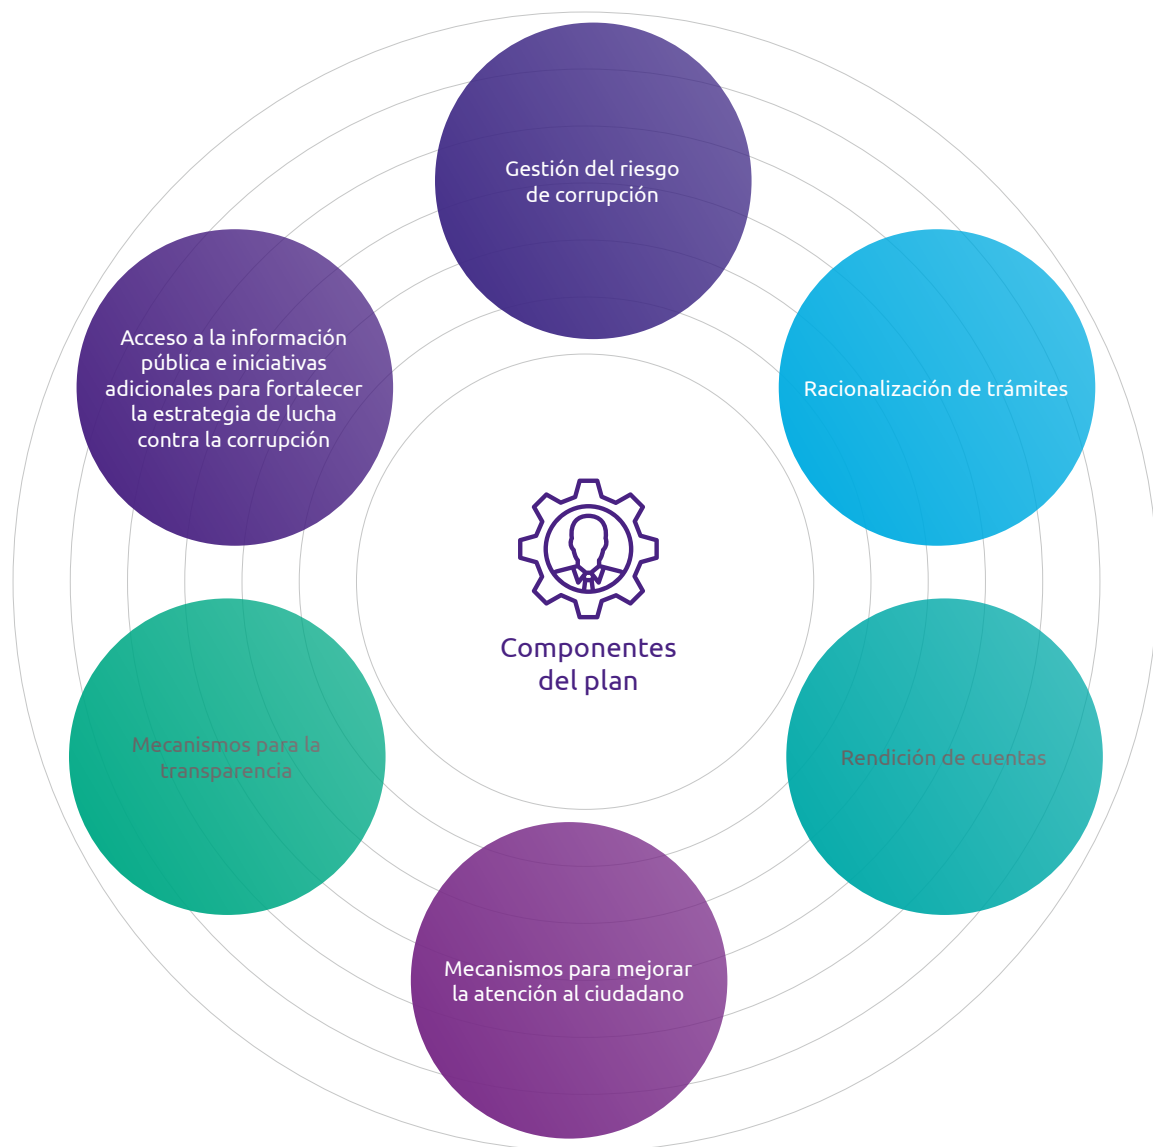 Gestión del riesgo
de corrupción
Racionalización de trámites
Rendición de cuentas
Mecanismos para mejorar
la atención al ciudadano
Mecanismos para la
transparencia
Acceso a la información
pública e iniciativas
adicionales para fortalecer
la estrategia de lucha
contra la corrupción
Componentes
del plan